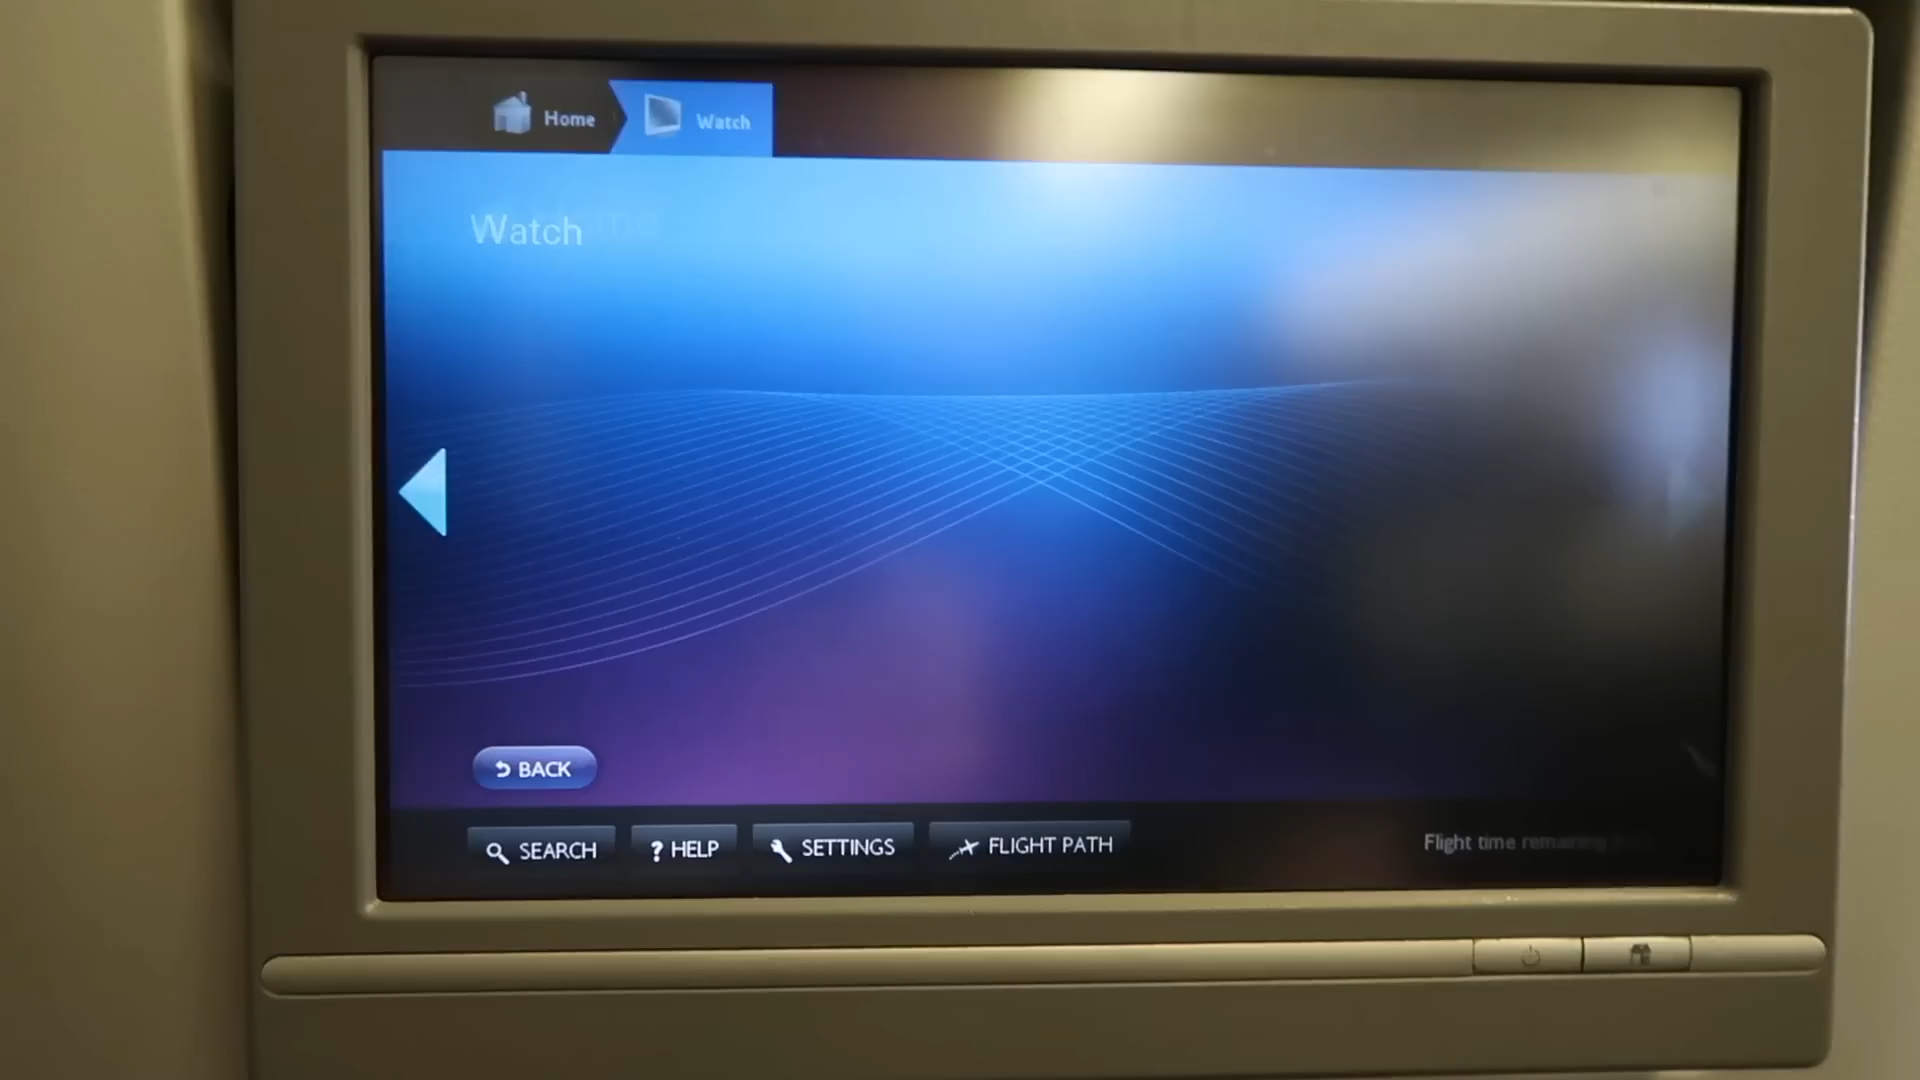 Home
Watch
Watch
BACK
SEARCH
? HELP
SETTINGS
FLIGHT PATH
Flight time remaining